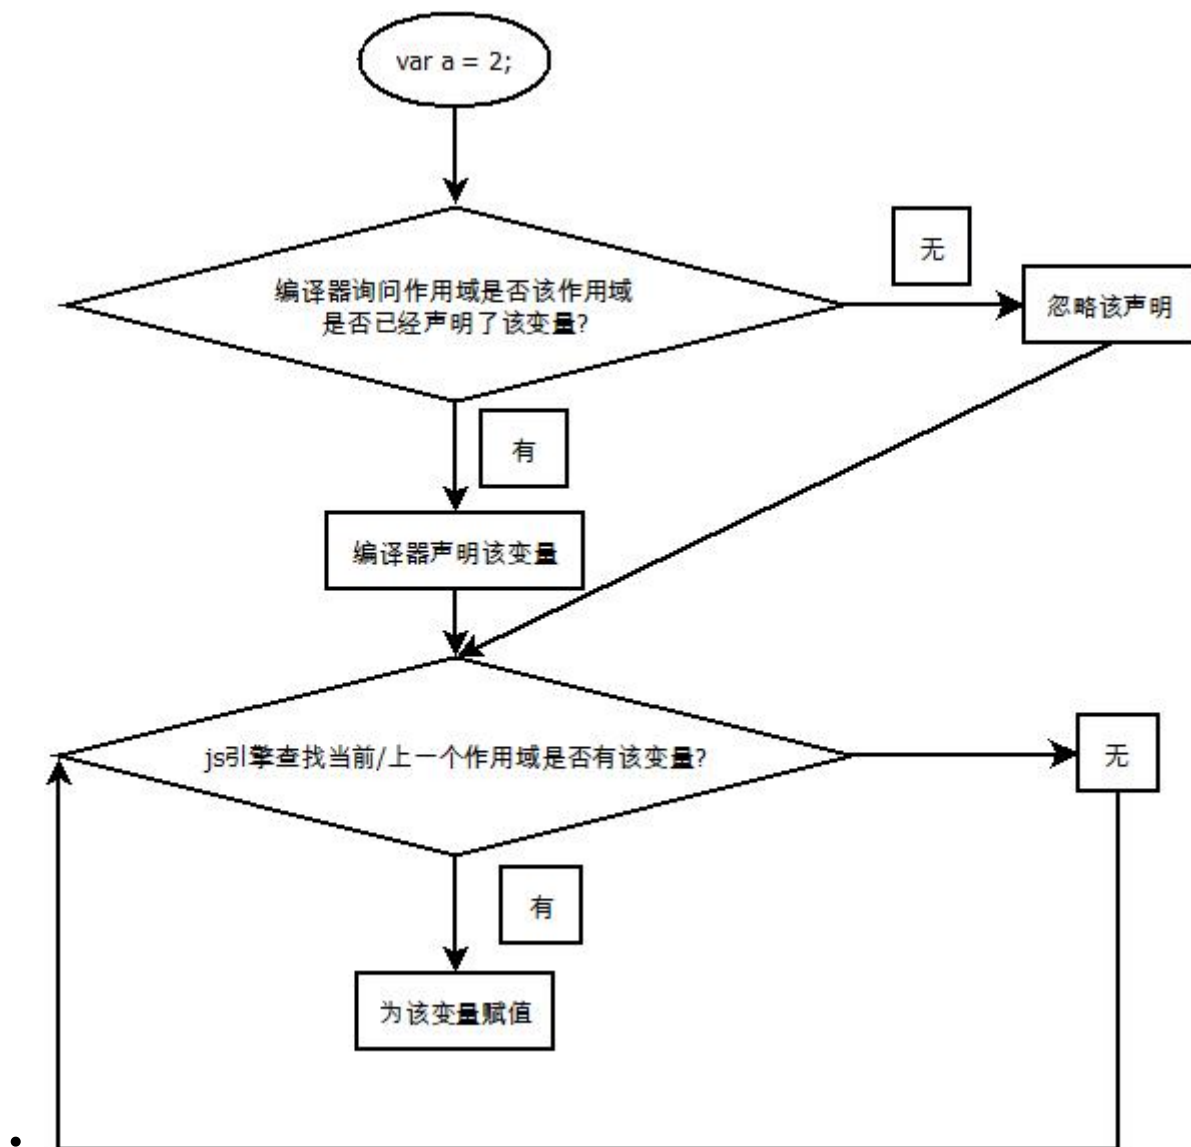 var a = 2;
无
编译器询问作用域是否该作用域
是否已经声明了该变量?
忽略该声明
有
编译器声明该变量
js引擎查找当前/上一个作用域是否有该变量?
无
有
为该变量赋值